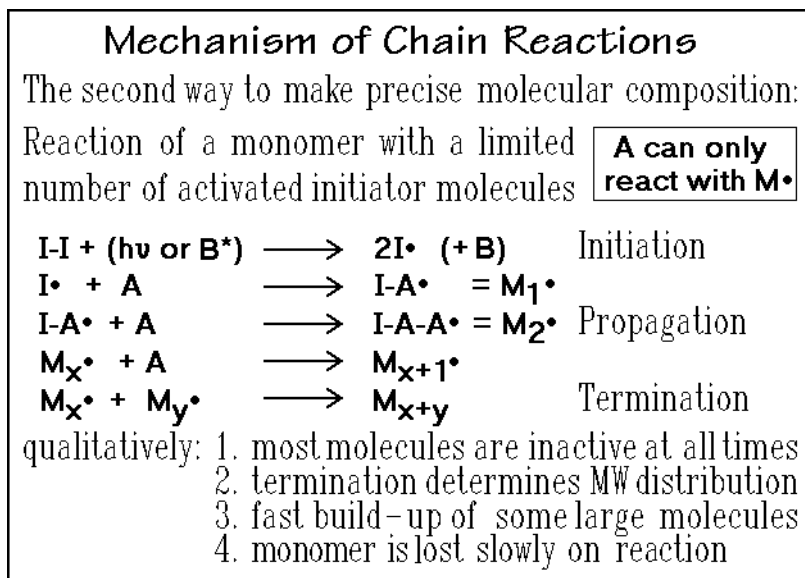 Mechanism of Chain Reactions
The second way to make precise molecular composition:
Reaction of a monomer with a limited
number of activated initiator molecules
A can only
react with M•
I-I + (hυ or B*) ⟶ 2I• (+ B) Initiation
I• + A ⟶ I-A• = M₁•
I-A• + A ⟶ I-A-A• = M₂• Propagation
Mₓ• + A ⟶ Mₓ₊₁•
Mₓ• + My• ⟶ Mx+y Termination
qualitatively: 1. most molecules are inactive at all times
2. termination determines MW distribution
3. fast build-up of some large molecules
4. monomer is lost slowly on reaction